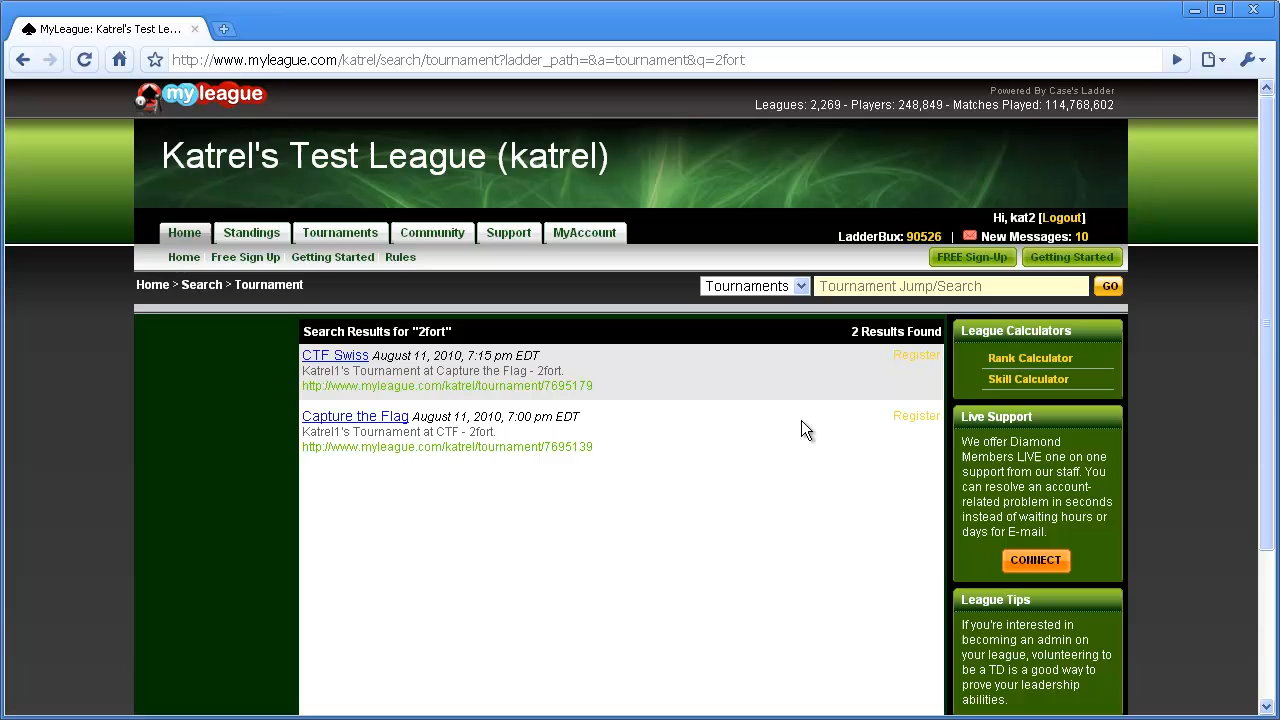 MyLeague: Katrel's Test Le...
http://www.myleague.com/katrel/search/tournament?ladder_path=&a=tournament&q=2fort
myleague
Powered By Case's Ladder
Leagues: 2,269 - Players: 248,849 - Matches Played: 114,768,602
Katrel's Test League (katrel)
Hi, kat2 [Logout]
Home Standings Tournaments Community Support MyAccount
LadderBux: 90526 | New Messages: 10
Home Free Sign Up Getting Started Rules
FREE Sign-Up Getting Started
Home > Search > Tournament
Tournaments Tournament Jump/Search GO
Search Results for "2fort" 2 Results Found
CTF Swiss August 11, 2010, 7:15 pm EDT Register
Katrel1's Tournament at Capture the Flag - 2fort.
http://www.myleague.com/katrel/tournament/7695179
Capture the Flag August 11, 2010, 7:00 pm EDT Register
Katrel1's Tournament at CTF - 2fort.
http://www.myleague.com/katrel/tournament/7695139
League Calculators
Rank Calculator
Skill Calculator
Live Support
We offer Diamond
Members LIVE one on one
support from our staff. You
can resolve an account-
related problem in seconds
instead of waiting hours or
days for E-mail.
CONNECT
League Tips
If you're interested in
becoming an admin on
your league, volunteering to
be a TD is a good way to
prove your leadership
abilities.